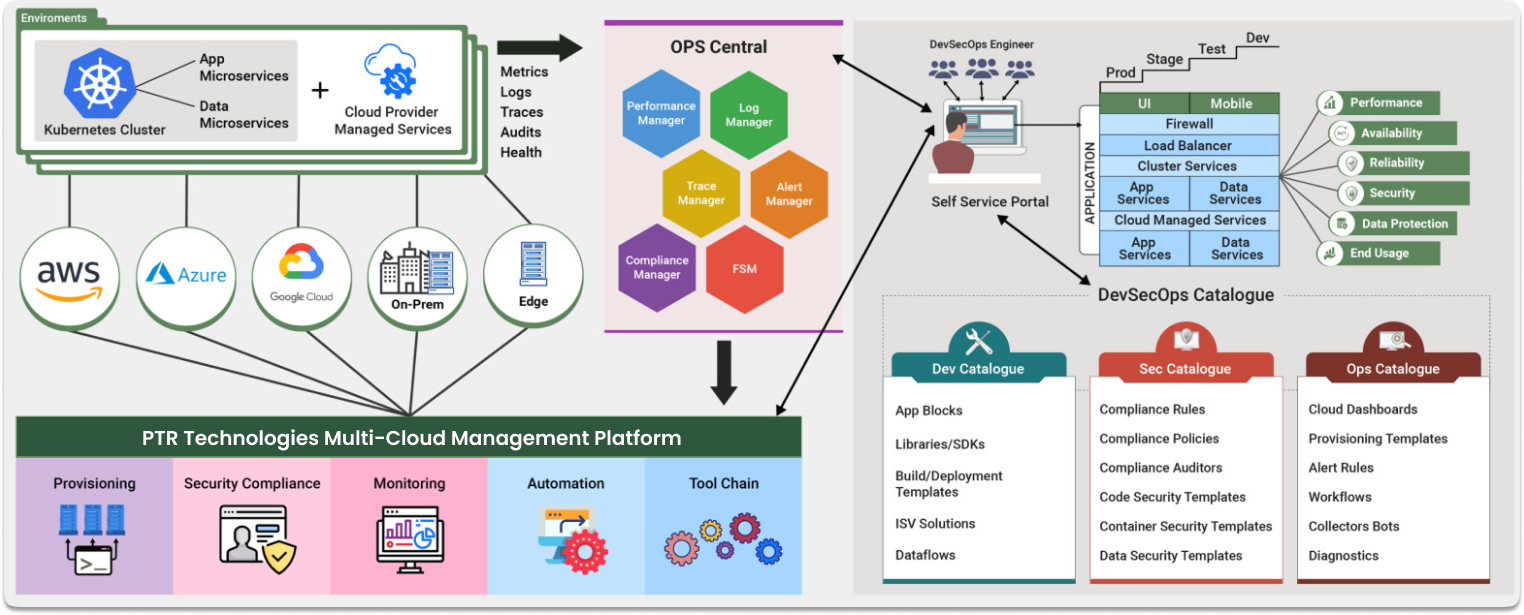 Enviroments
App
Microservices
Data
Microservices
Kubernetes Cluster
+
Cloud Provider
Managed Services
Metrics
Logs
Traces
Audits
Health
aws
Azure
Google Cloud
On-Prem
Edge
OPS Central
Performance
Manager
Log
Manager
Trace
Manager
Alert
Manager
Compliance
Manager
FSM
PTR Technologies Multi-Cloud Management Platform
Provisioning
Security Compliance
Monitoring
Automation
Tool Chain
DevSecOps Engineer
Self Service Portal
Prod
Stage
Test
Dev
APPLICATION
UI
Mobile
Firewall
Load Balancer
Cluster Services
App
Services
Data
Services
Cloud Managed Services
App
Services
Data
Services
Performance
Availability
Reliability
Security
Data Protection
End Usage
DevSecOps Catalogue
Dev Catalogue
App Blocks
Libraries/SDKs
Build/Deployment
Templates
ISV Solutions
Dataflows
Sec Catalogue
Compliance Rules
Compliance Policies
Compliance Auditors
Code Security Templates
Container Security Templates
Data Security Templates
Ops Catalogue
Cloud Dashboards
Provisioning Templates
Alert Rules
Workflows
Collectors Bots
Diagnostics